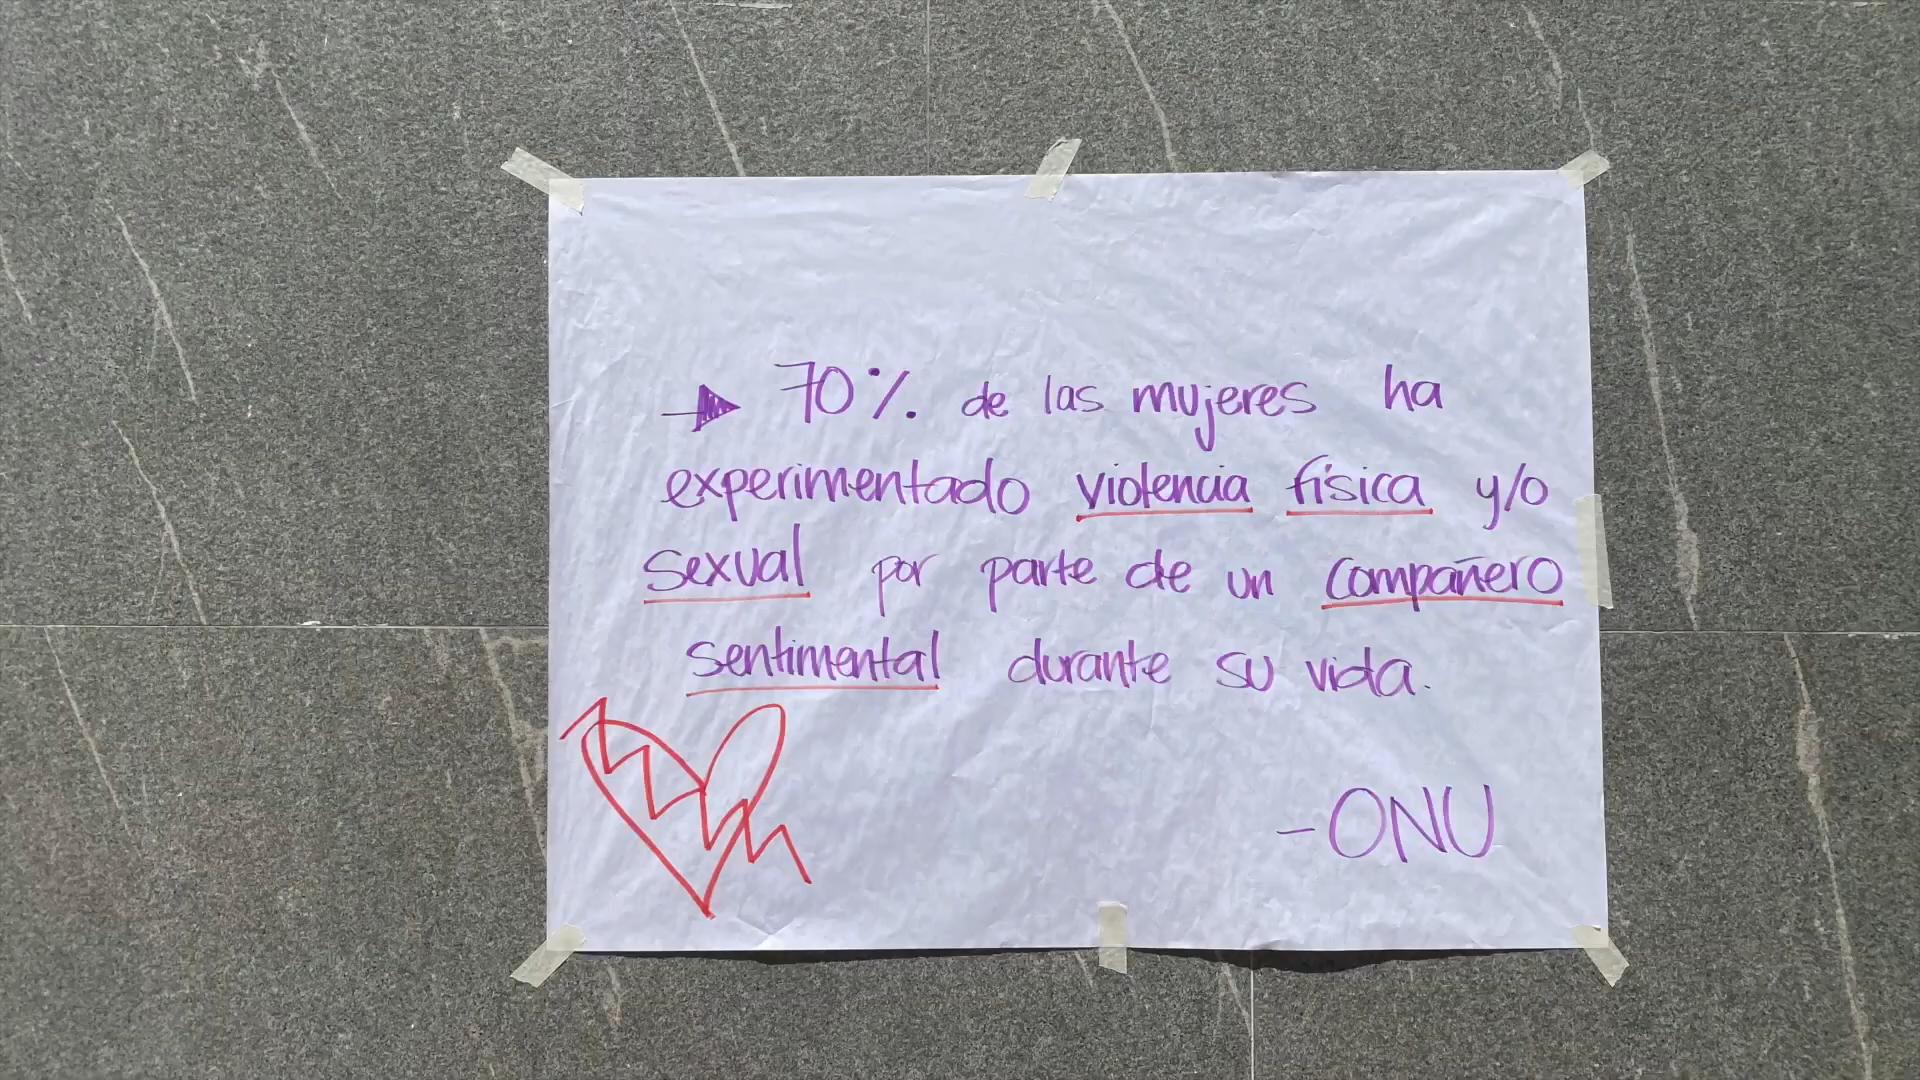 70% de las mujeres ha
experimentado violencia física y/o
sexual por parte de un compañero
sentimental durante su vida.
-ONU